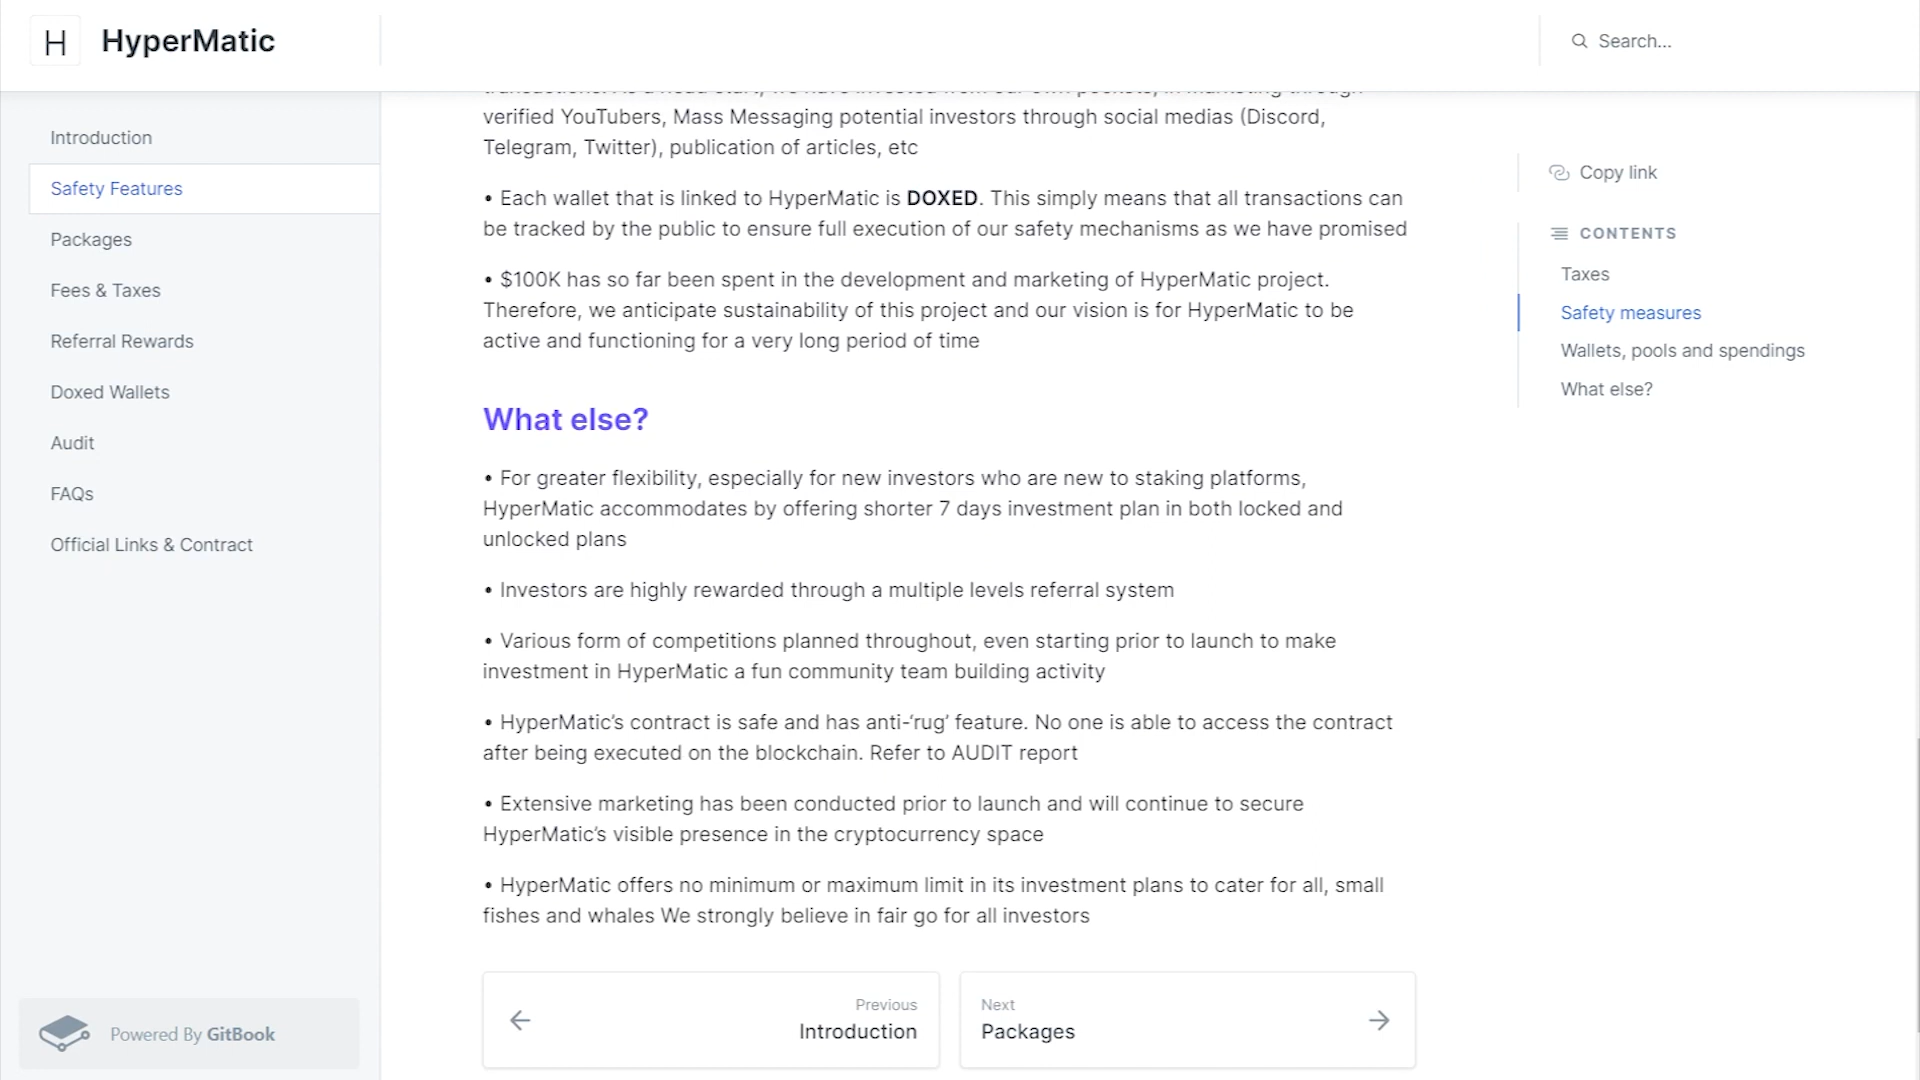 H HyperMatic
Search...
Introduction
Safety Features
Packages
Fees & Taxes
Referral Rewards
Doxed Wallets
Audit
FAQs
Official Links & Contract
Powered By GitBook
verified YouTubers, Mass Messaging potential investors through social medias (Discord,
Telegram, Twitter), publication of articles, etc
• Each wallet that is linked to HyperMatic is DOXED. This simply means that all transactions can
be tracked by the public to ensure full execution of our safety mechanisms as we have promised
• $100K has so far been spent in the development and marketing of HyperMatic project.
Therefore, we anticipate sustainability of this project and our vision is for HyperMatic to be
active and functioning for a very long period of time
What else?
• For greater flexibility, especially for new investors who are new to staking platforms,
HyperMatic accommodates by offering shorter 7 days investment plan in both locked and
unlocked plans
• Investors are highly rewarded through a multiple levels referral system
• Various form of competitions planned throughout, even starting prior to launch to make
investment in HyperMatic a fun community team building activity
• HyperMatic’s contract is safe and has anti-‘rug’ feature. No one is able to access the contract
after being executed on the blockchain. Refer to AUDIT report
• Extensive marketing has been conducted prior to launch and will continue to secure
HyperMatic’s visible presence in the cryptocurrency space
• HyperMatic offers no minimum or maximum limit in its investment plans to cater for all, small
fishes and whales We strongly believe in fair go for all investors
Previous
Introduction
Next
Packages
Copy link
CONTENTS
Taxes
Safety measures
Wallets, pools and spendings
What else?